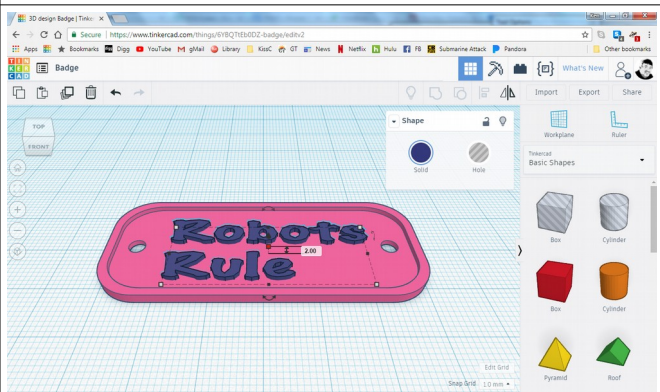 3D design Badge | Tinker
Secure | https://www.tinkercad.com/things/6YBQTtEb0DZ-badge/editv2
Apps Bookmarks Digg YouTube M gMail Library KissC GT News Netflix Hulu FB Submarine Attack Pandora Other bookmarks
TIN
KER
CAD
Badge
What's New
Import Export Share
TOP
FRONT
Shape
Solid Hole
Workplane Ruler
Tinkercad
Basic Shapes
Box Cylinder
Robots
2.00
Rule
Box Cylinder
Pyramid Roof
Edit Grid
Snap Grid 1.0 mm